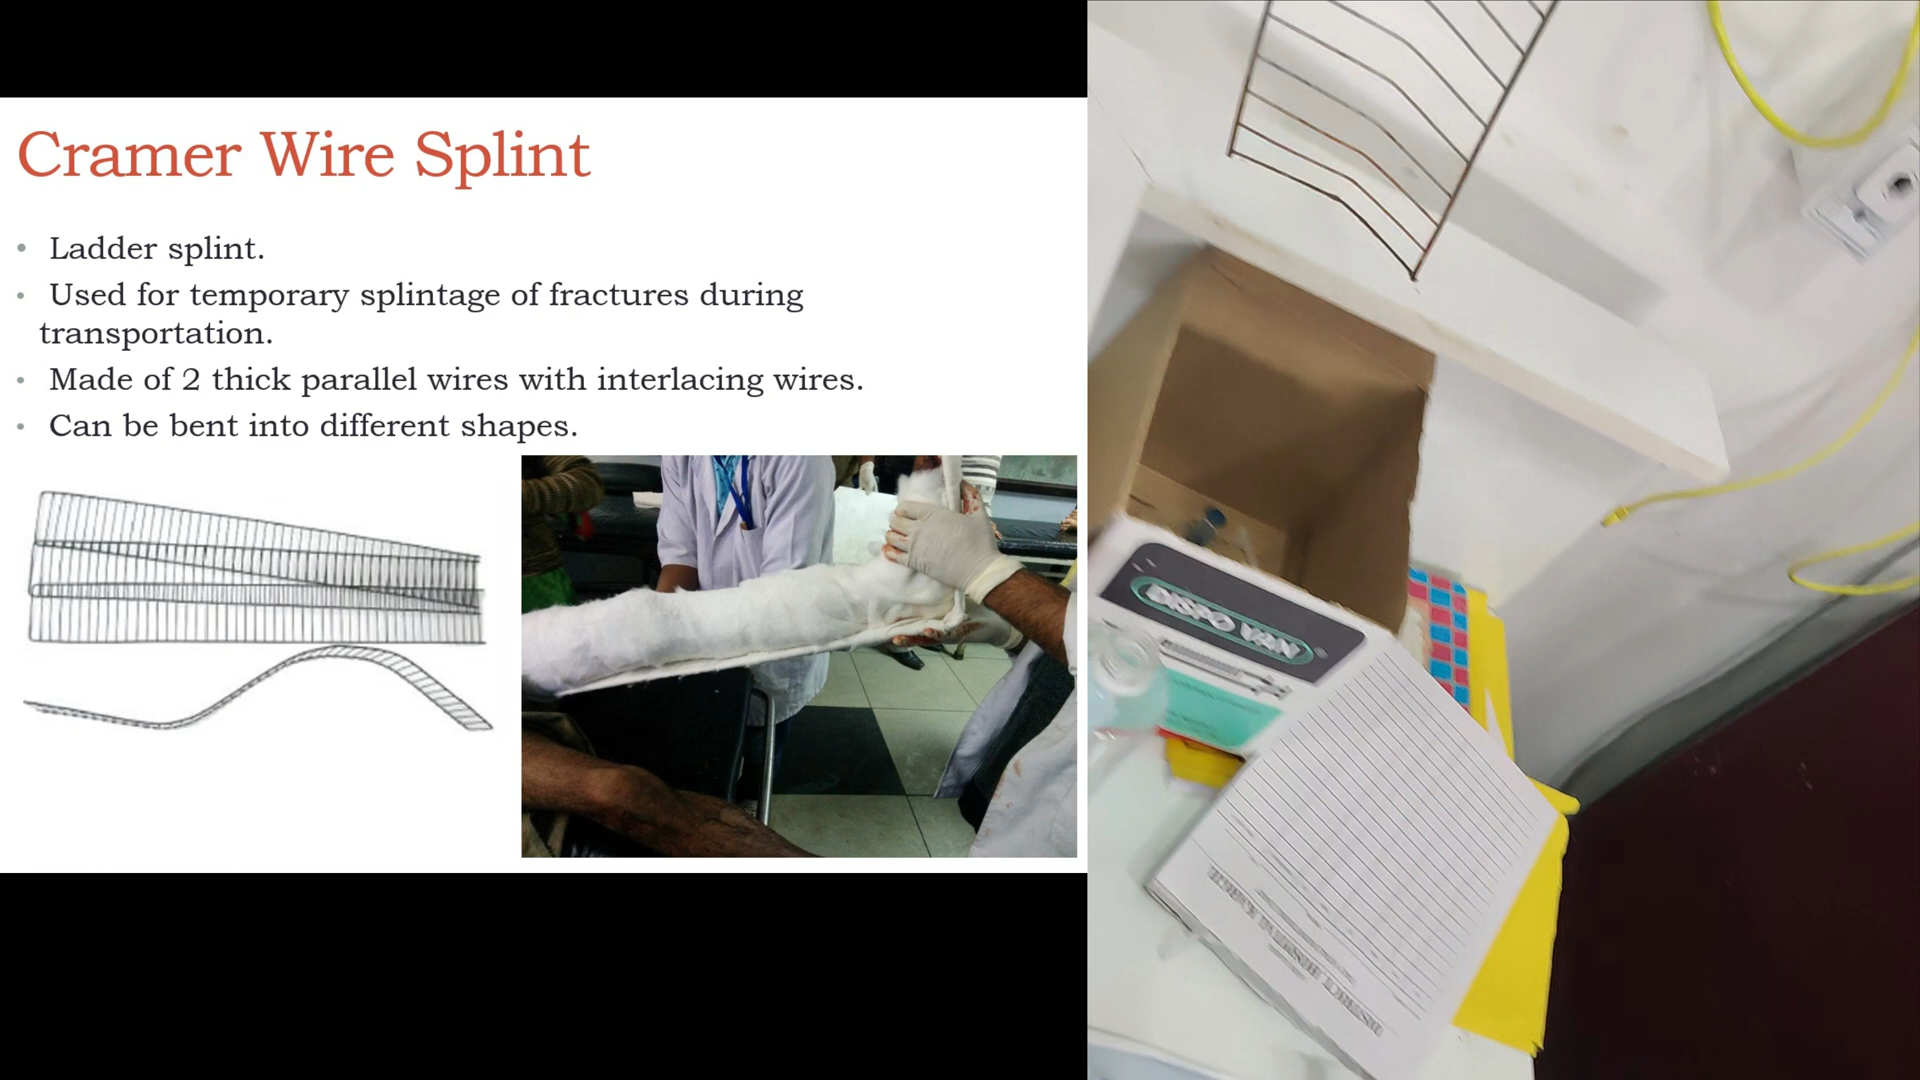 Cramer Wire Splint
• Ladder splint.
• Used for temporary splintage of fractures during
transportation.
• Made of 2 thick parallel wires with interlacing wires.
• Can be bent into different shapes.
DISPO VAN